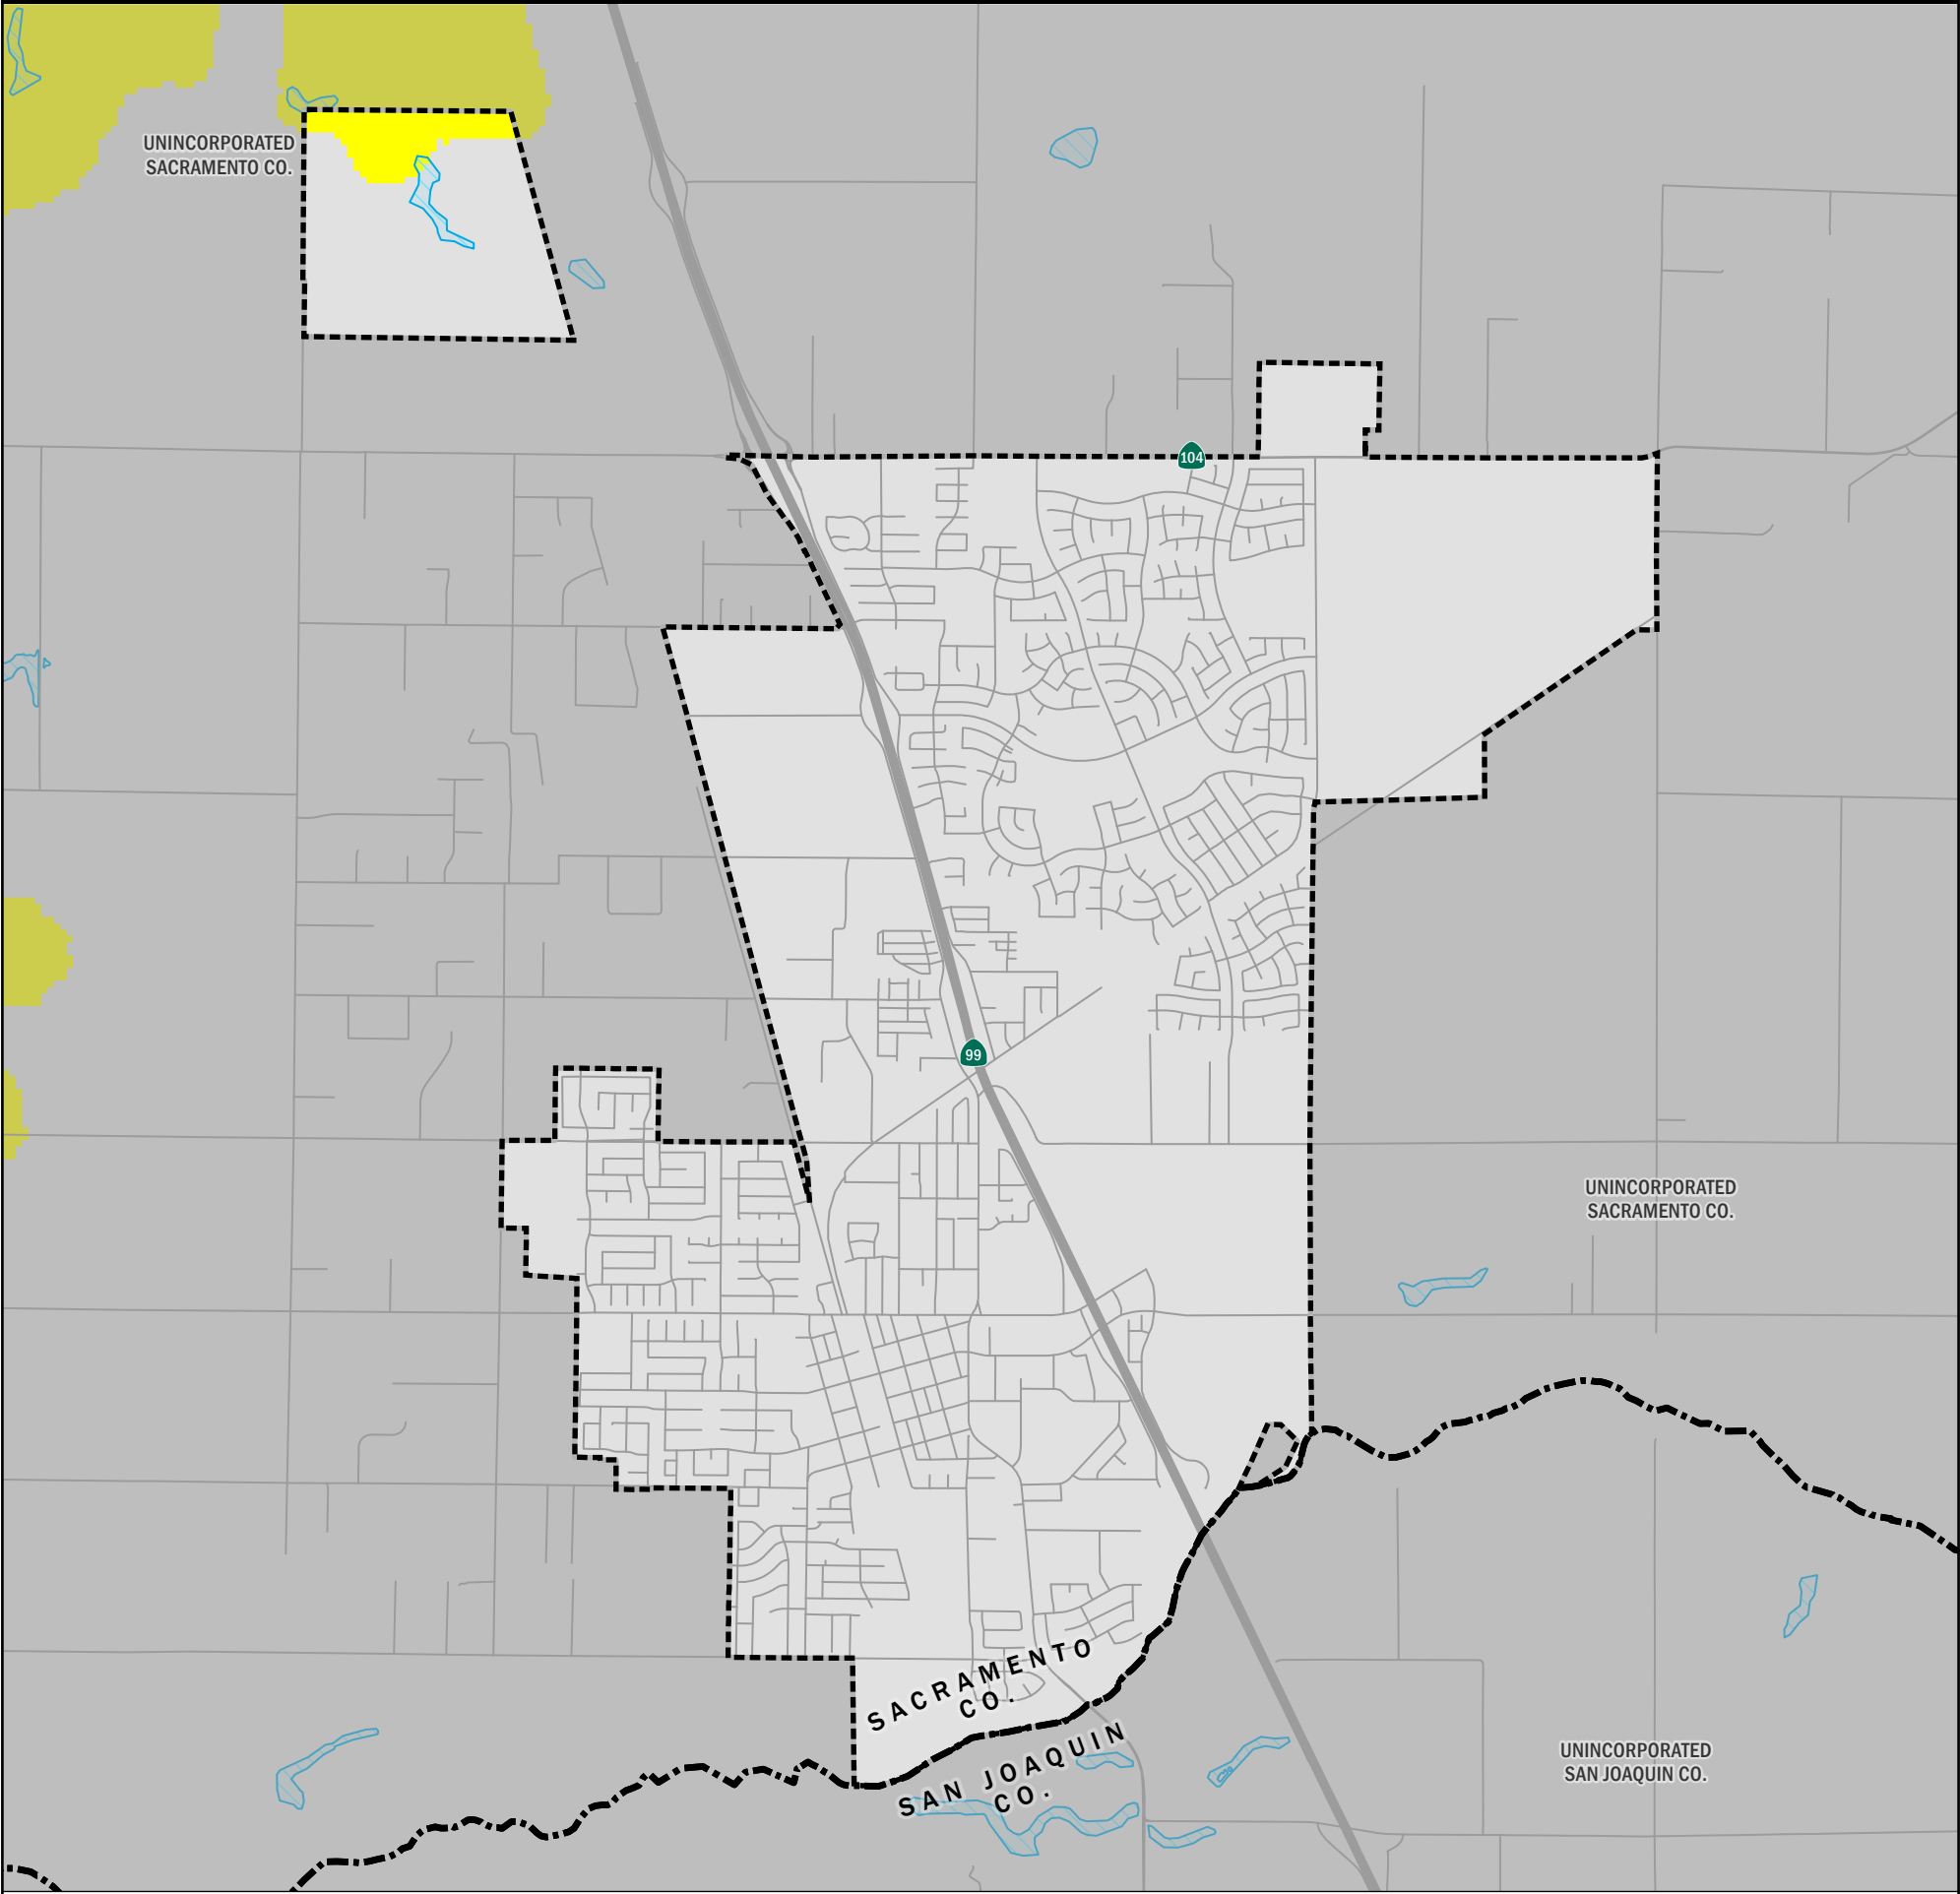 UNINCORPORATED
SACRAMENTO CO.
104
99
UNINCORPORATED
SACRAMENTO CO.
SACRAMENTO
CO.
SAN JOAQUIN
CO.
UNINCORPORATED
SAN JOAQUIN CO.